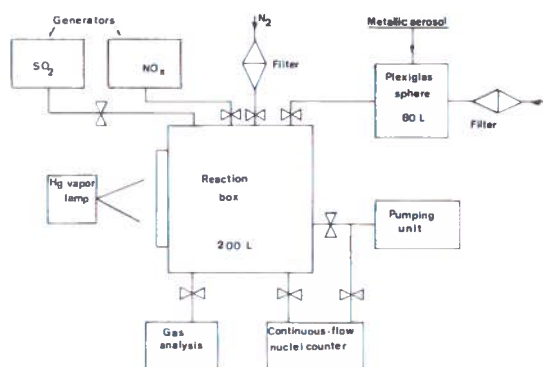 Generators
SO2
NOx
N2
Filter
Metallic aerosol
Plexiglas
sphere
80 L
Filter
Hg vapor
lamp
Reaction
box
200 L
Pumping
unit
Gas
analysis
Continuous-flow
nuclei counter